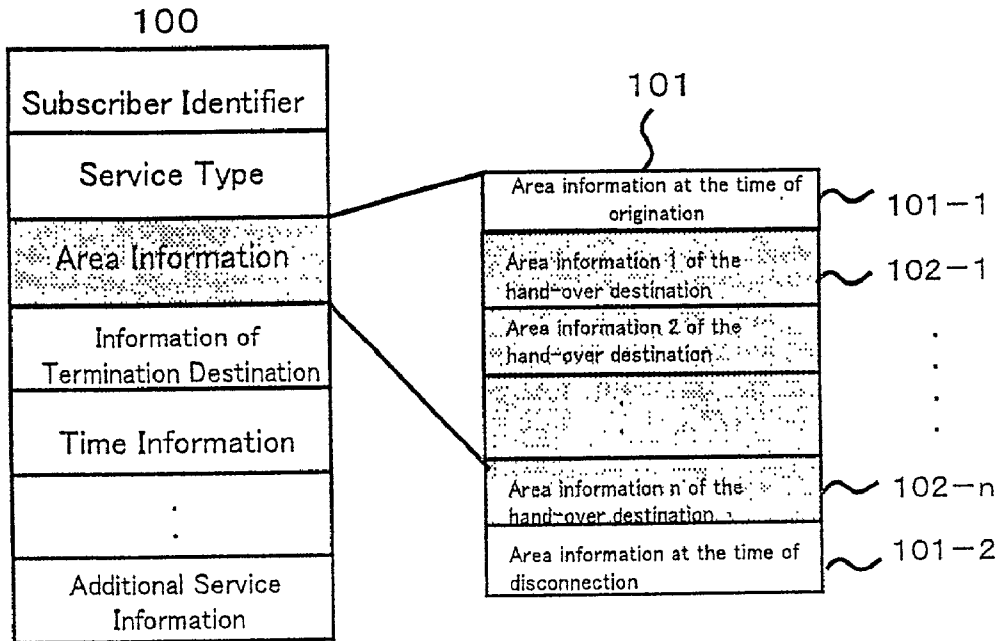 100
Subscriber Identifier
Service Type
Area Information
Information of
Termination Destination
Time Information
Additional Service
Information
101
Area information at the time of
origination
Area information 1 of the
hand-over destination
Area information 2 of the
hand-over destination
Area information n of the
hand-over destination
Area information at the time of
disconnection
101-1
102-1
102-n
101-2